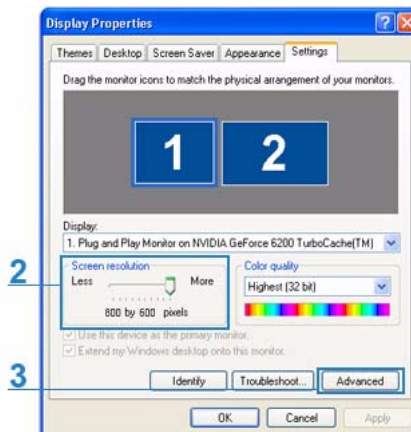 Display Properties
Themes Desktop Screen Saver Appearance Settings
Drag the monitor icons to match the physical arrangement of your monitors.
1 2
Display:
1. Plug and Play Monitor on NVIDIA GeForce 6200 TurboCache(TM)
2
Screen resolution
Less More
800 by 600 pixels
Color quality
Highest (32 bit)
Use this device as the primary monitor.
Extend my Windows desktop onto this monitor.
3
Identify Troubleshoot... Advanced
OK Cancel Apply